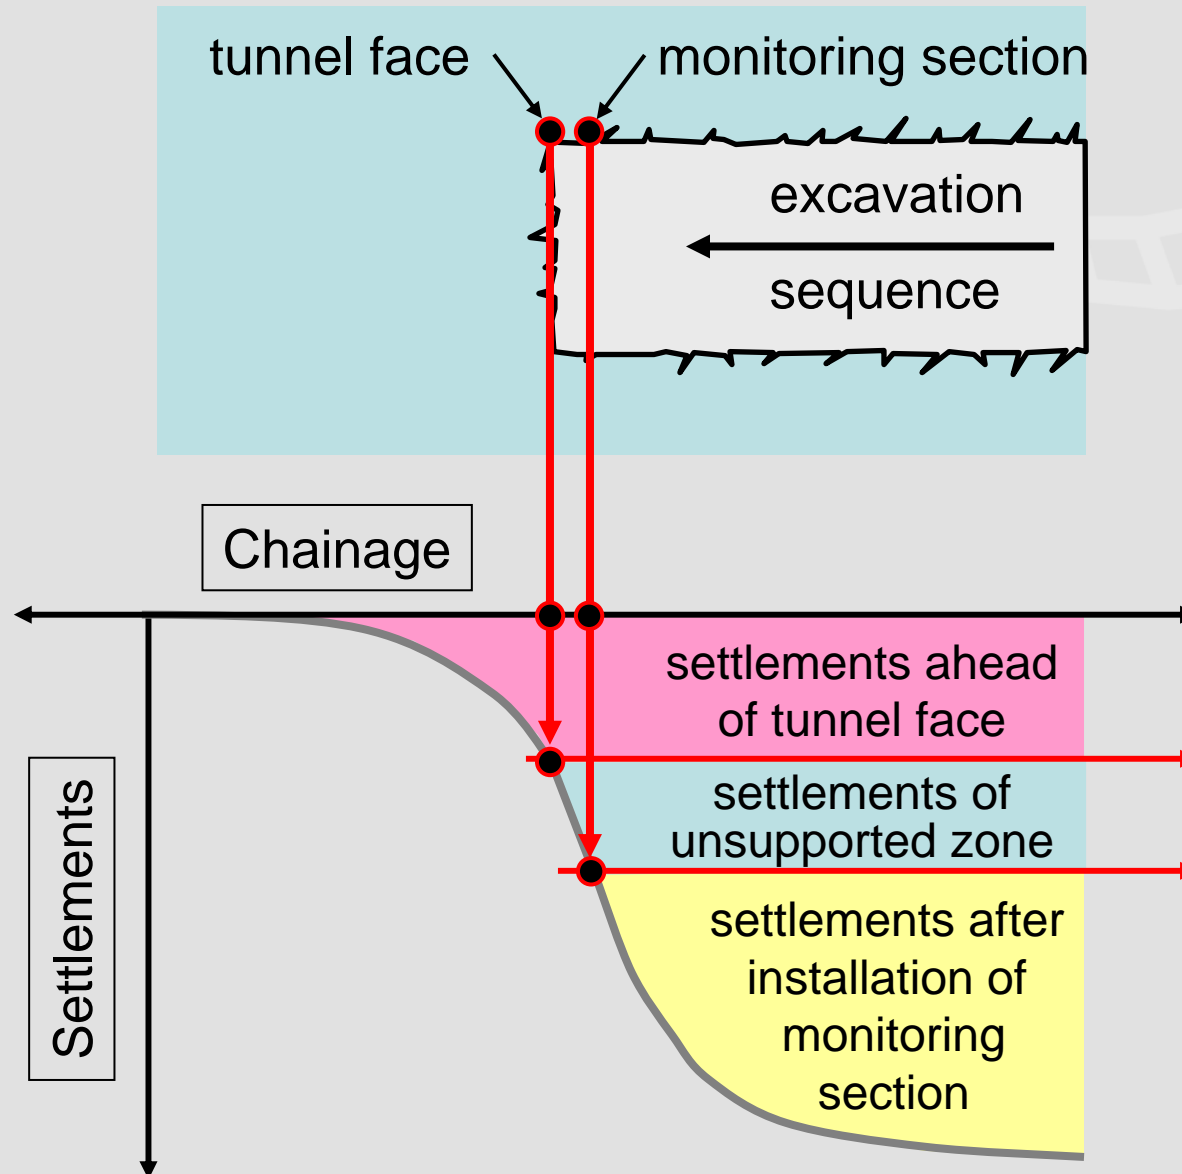 tunnel face
monitoring section
excavation
sequence
Chainage
Settlements
settlements ahead
of tunnel face
settlements of
unsupported zone
settlements after
installation of
monitoring
section